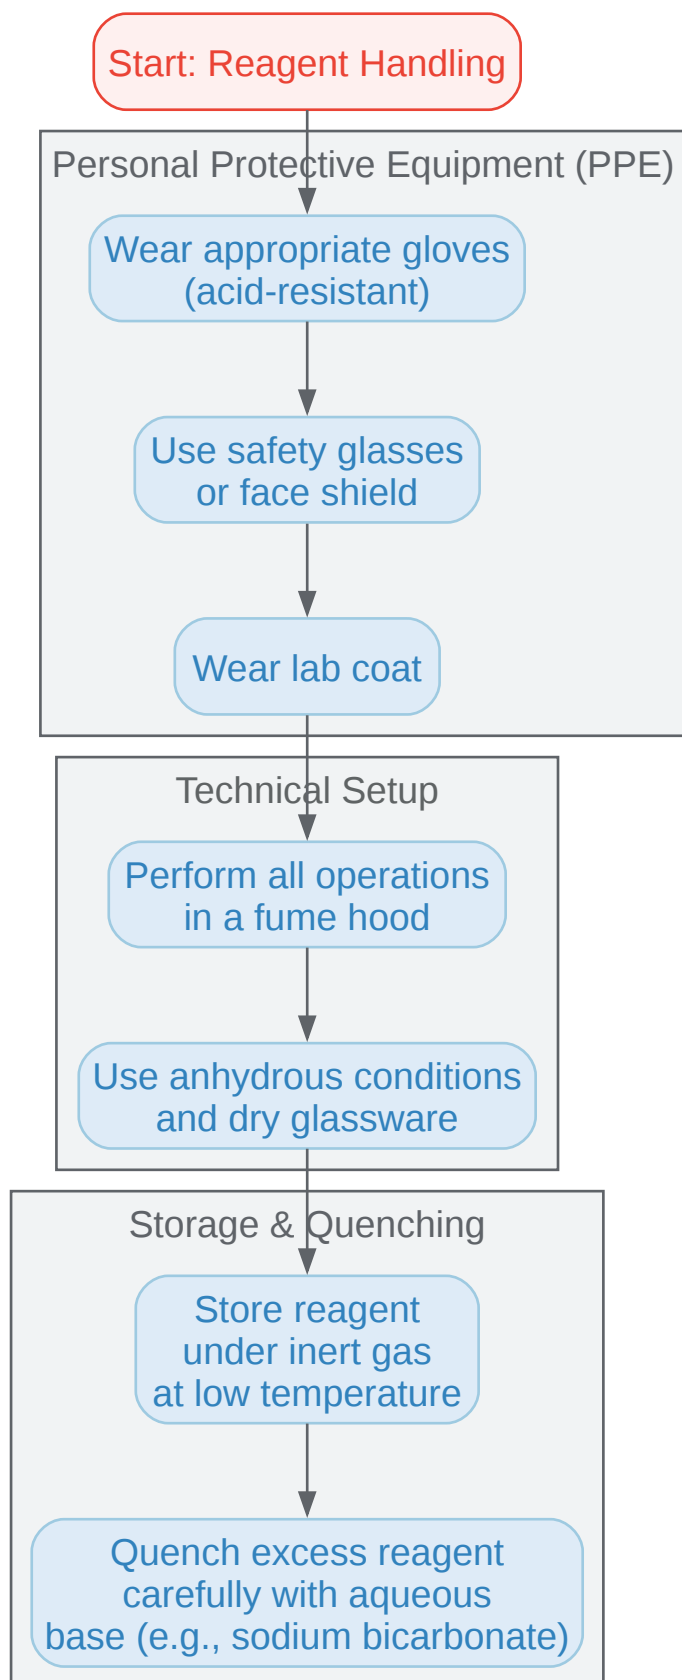 Start: Reagent Handling
Personal Protective Equipment (PPE)
Wear appropriate gloves
(acid-resistant)
Use safety glasses
or face shield
Wear lab coat
Technical Setup
Perform all operations
in a fume hood
Use anhydrous conditions
and dry glassware
Storage & Quenching
Store reagent
under inert gas
at low temperature
Quench excess reagent
carefully with aqueous
base (e.g., sodium bicarbonate)